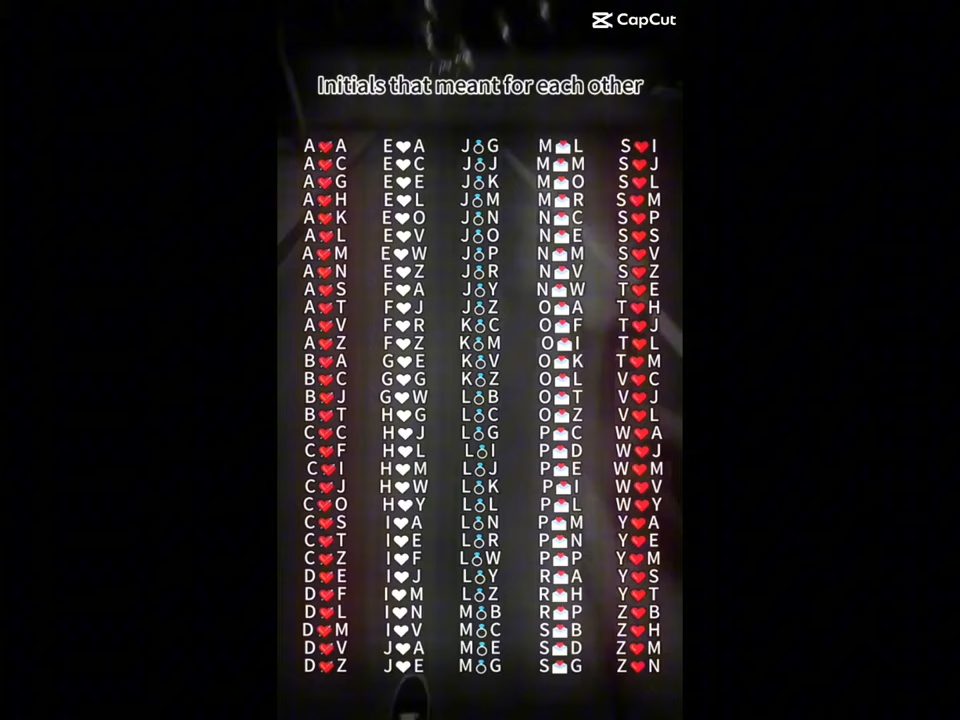 CapCut
Initials that meant for each other
A💘A E🤍A J💍G M💌L S❤️I
A💘C E🤍C J💍J M💌M S❤️J
A💘G E🤍E J💍K M💌O S❤️L
A💘H E🤍L J💍M M💌R S❤️M
A💘K E🤍O J💍N N💌C S❤️P
A💘L E🤍V J💍O N💌E S❤️S
A💘M E🤍W J💍P N💌M S❤️V
A💘N E🤍Z J💍R N💌V S❤️Z
A💘S F🤍A J💍Y N💌W T❤️E
A💘T F🤍J J💍Z O💌A T❤️H
A💘V F🤍R K💍C O💌F T❤️J
A💘Z F🤍Z K💍M O💌I T❤️L
B💘A G🤍E K💍V O💌K T❤️M
B💘C G🤍G K💍Z O💌L V❤️C
B💘J G🤍W L💍B O💌T V❤️J
B💘T H🤍G L💍C O💌Z V❤️L
C💘C H🤍J L💍G P💌C W❤️A
C💘F H🤍L L💍I P💌D W❤️J
C💘I H🤍M L💍J P💌E W❤️M
C💘J H🤍W L💍K P💌I W❤️V
C💘O H🤍Y L💍L P💌L W❤️Y
C💘S I🤍A L💍N P💌M Y❤️A
C💘T I🤍E L💍R P💌N Y❤️E
C💘Z I🤍F L💍W P💌P Y❤️M
D💘E I🤍J L💍Y R💌A Y❤️S
D💘F I🤍M L💍Z R💌H Y❤️T
D💘L I🤍N M💍B R💌P Z❤️B
D💘M I🤍V M💍C S💌B Z❤️H
D💘V J🤍A M💍E S💌D Z❤️M
D💘Z J🤍E M💍G S💌G Z❤️N